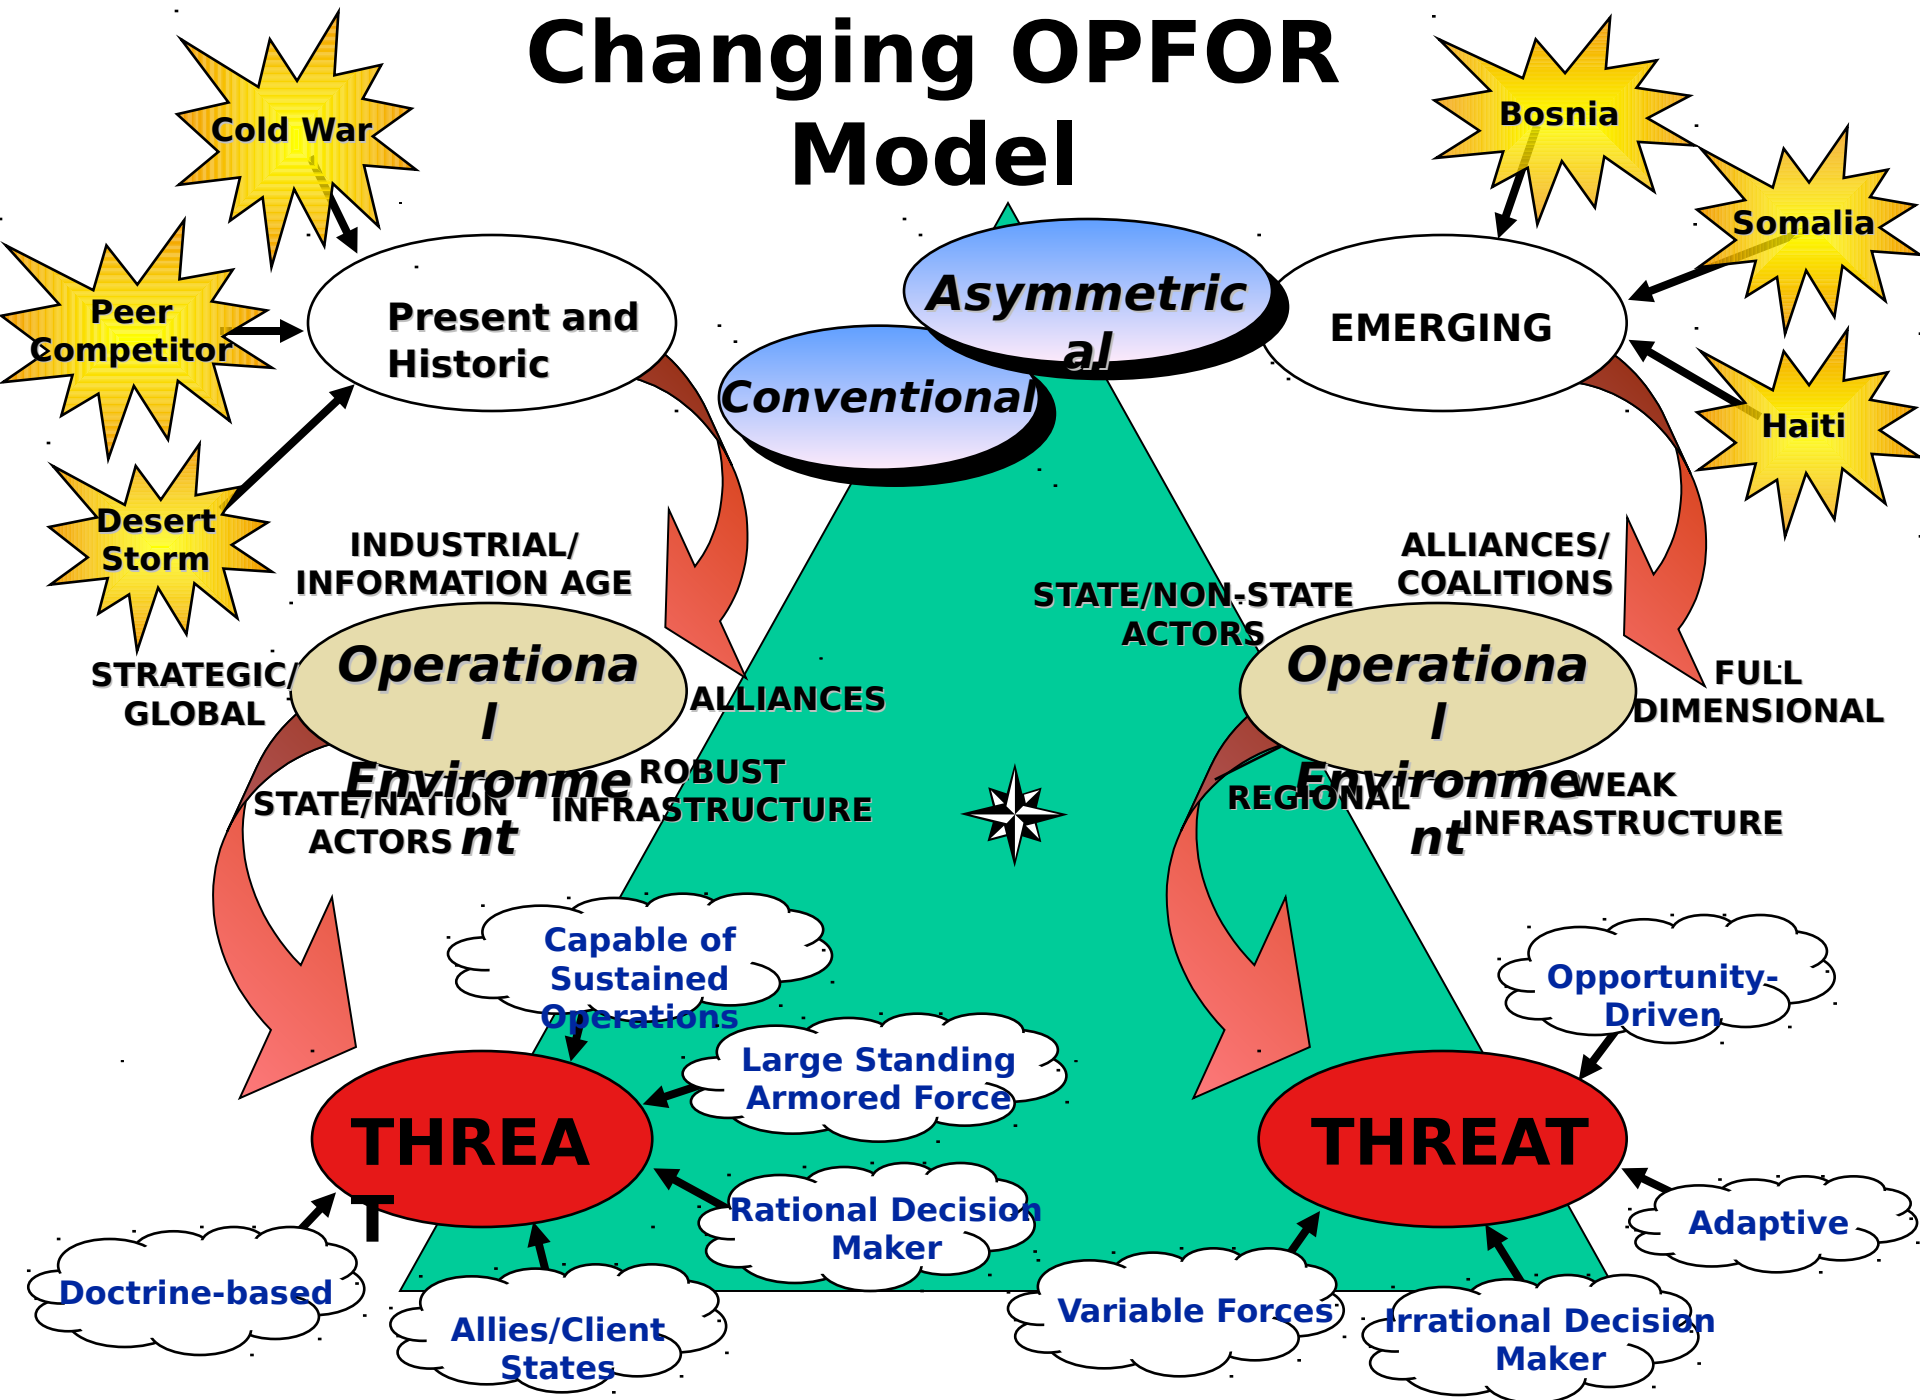 Changing OPFOR
Model
Cold War
Peer
Competitor
Desert
Storm
Present and
Historic
Conventional
Asymmetric
al
EMERGING
Bosnia
Somalia
Haiti
INDUSTRIAL/
INFORMATION AGE
STRATEGIC/
GLOBAL
Operationa
l
Environme
nt
ALLIANCES
ROBUST
INFRASTRUCTURE
STATE/NATION
ACTORS
STATE/NON-STATE
ACTORS
ALLIANCES/
COALITIONS
Operationa
l
Environme
nt
FULL
DIMENSIONAL
REGIONAL
WEAK
INFRASTRUCTURE
Capable of
Sustained
Operations
Large Standing
Armored Force
THREA
T
Rational Decision
Maker
Doctrine-based
Allies/Client
States
Opportunity-
Driven
THREAT
Adaptive
Variable Forces
Irrational Decision
Maker